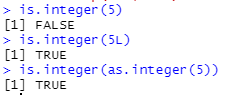 > is.integer(5)
[1] FALSE
> is.integer(5L)
[1] TRUE
> is.integer(as.integer(5))
[1] TRUE